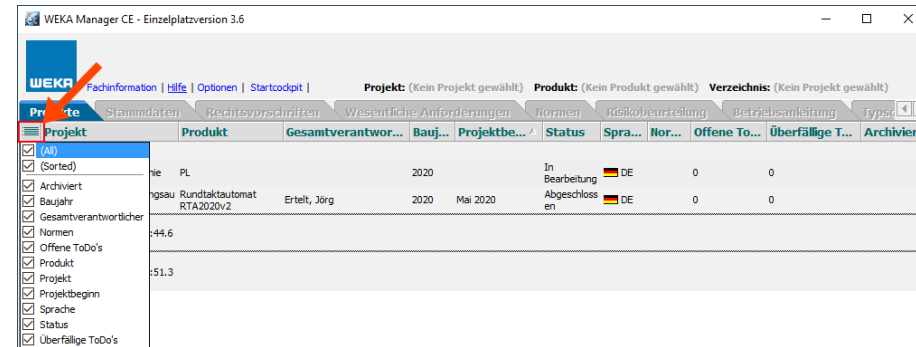 WEKA Manager CE - Einzelplatzversion 3.6
WEKA
Fachinformation | Hilfe | Optionen | Startcockpit |
Projekt: (Kein Projekt gewählt) Produkt: (Kein Produkt gewählt) Verzeichnis: (Kein Projekt gewählt)
Stammdaten Rechtsvorschriften Wesentliche Anforderungen Normen Risikobeurteilung Betriebsanleitung
Projekt Produkt Gesamtverantwor... Bauj... Projektbe... Status Spra... Nor... Offene To... Überfällige T... Archivier
(All)
(Sorted)
Archiviert
Baujahr
Gesamtverantwortlicher
Normen
Offene ToDo's
Produkt
Projekt
Projektbeginn
Sprache
Status
Überfällige ToDo's
nie PL 2020 In Bearbeitung DE 0 0
ngsau Rundtaktautomat RTA2020v2 Ertelt, Jörg 2020 Mai 2020 Abgeschlossen DE 0 0
:44.6
:51.3